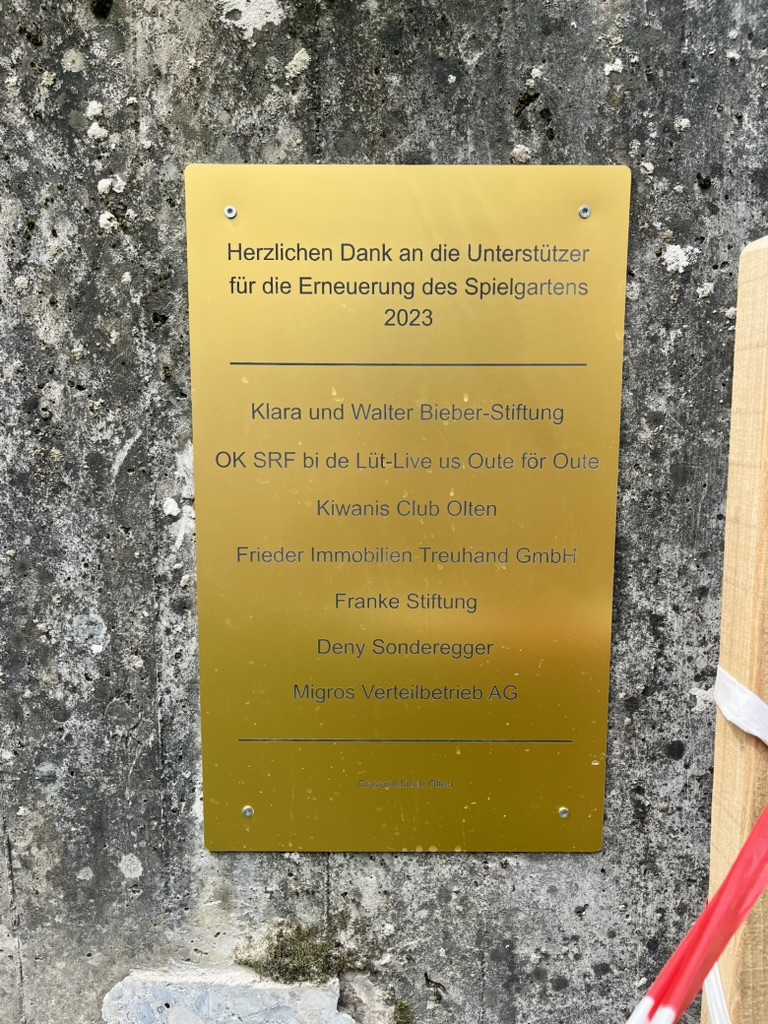 Herzlichen Dank an die Unterstützer
für die Erneuerung des Spielgartens
2023
Klara und Walter Bieber-Stiftung
OK SRF bi de Lüt-Live us Oute för Oute
Kiwanis Club Olten
Frieder Immobilien Treuhand GmbH
Franke Stiftung
Deny Sonderegger
Migros Verteilbetrieb AG
Olten